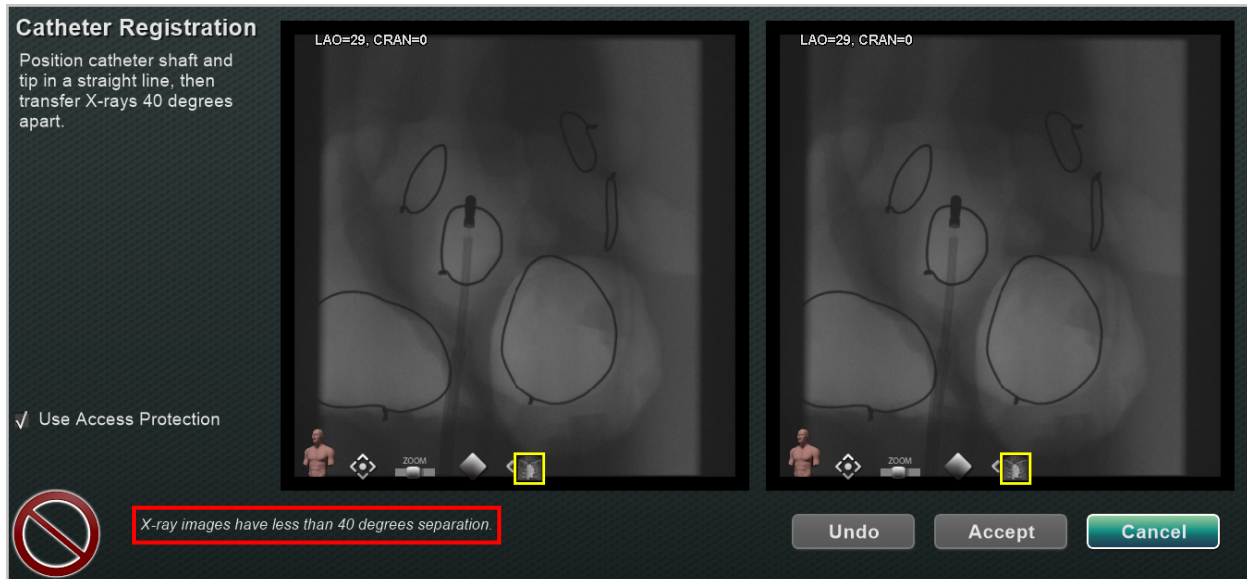 Catheter Registration
Position catheter shaft and
tip in a straight line, then
transfer X-rays 40 degrees
apart.
LAO=29, CRAN=0
LAO=29, CRAN=0
Use Access Protection
ZOOM
ZOOM
X-ray images have less than 40 degrees separation.
Undo
Accept
Cancel